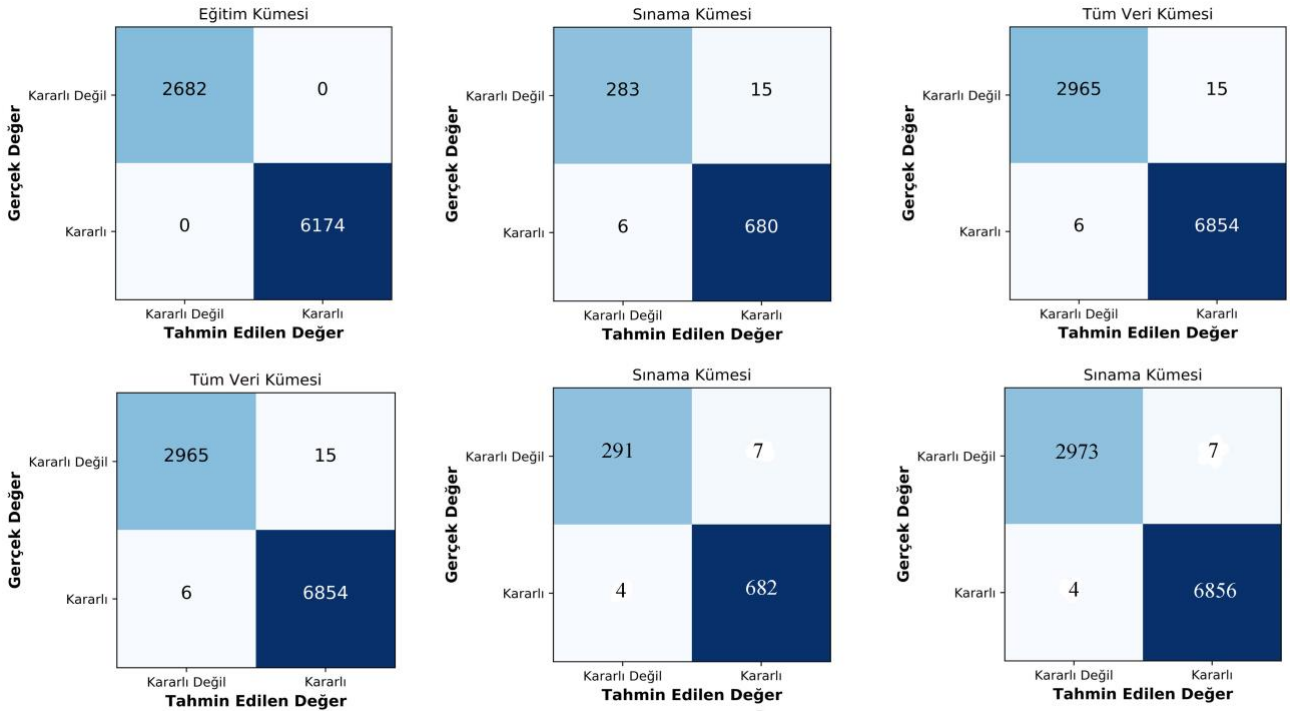 Eğitim Kümesi
Gerçek Değer
Kararlı Değil
2682 0
Kararlı
0 6174
Kararlı Değil Kararlı
Tahmin Edilen Değer
Sınama Kümesi
Gerçek Değer
Kararlı Değil
283 15
Kararlı
6 680
Kararlı Değil Kararlı
Tahmin Edilen Değer
Tüm Veri Kümesi
Gerçek Değer
Kararlı Değil
2965 15
Kararlı
6 6854
Kararlı Değil Kararlı
Tahmin Edilen Değer
Tüm Veri Kümesi
Gerçek Değer
Kararlı Değil
2965 15
Kararlı
6 6854
Kararlı Değil Kararlı
Tahmin Edilen Değer
Sınama Kümesi
Gerçek Değer
Kararlı Değil
291 7
Kararlı
4 682
Kararlı Değil Kararlı
Tahmin Edilen Değer
Sınama Kümesi
Gerçek Değer
Kararlı Değil
2973 7
Kararlı
4 6856
Kararlı Değil Kararlı
Tahmin Edilen Değer